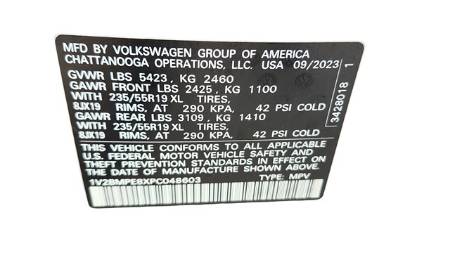 MFD BY VOLKSWAGEN GROUP OF AMERICA
CHATTANOOGA OPERATIONS, LLC. USA 09/2023
GVWR LBS 5423, KG 2460
GAWR FRONT LBS 2425, KG 1100
235/55R19 XL TIRES,
8JX19 RIMS, AT 290 KPA. 42 PSI COLD
GAWR REAR LBS 3109, KG 1410
235/55R19 XL TIRES,
8JX19 RIMS, AT 290 KPA. 42 PSI COLD
THIS VEHICLE CONFORMS TO ALL APPLICABLE
U.S. FEDERAL MOTOR VEHICLE SAFETY AND
THEFT PREVENTION STANDARDS IN EFFECT ON
THE DATE OF MANUFACTURE SHOWN ABOVE.
1V2BMPE8XPC048603 TYPE: MPV
3428018 1